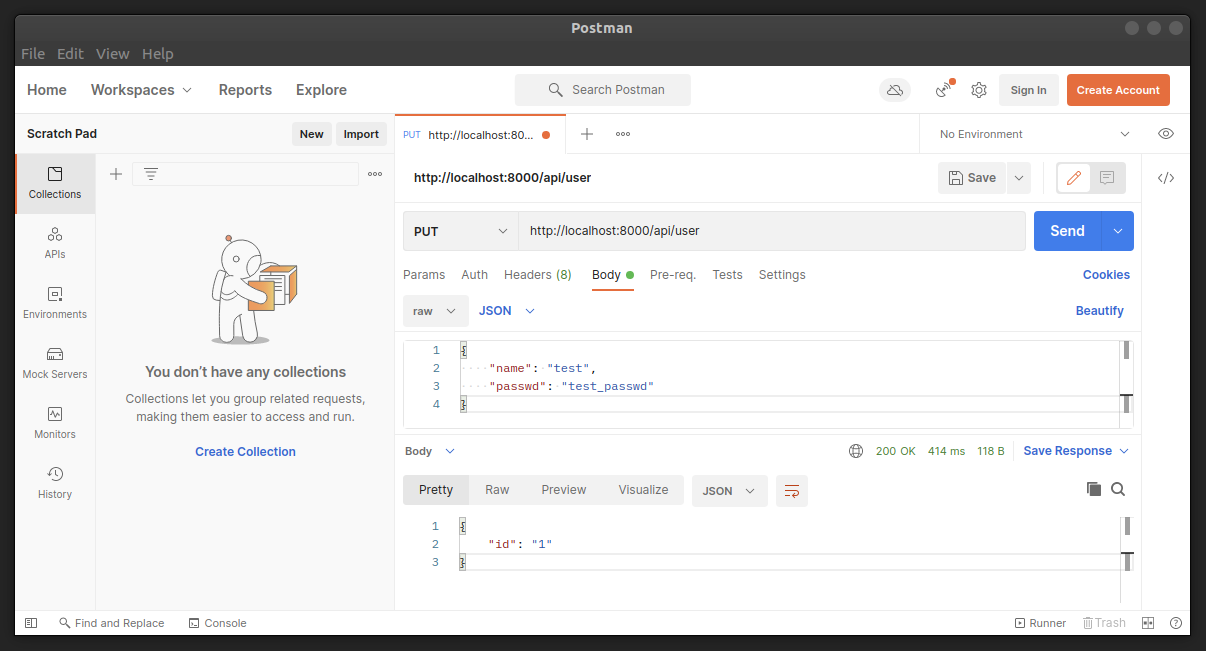 Postman
File Edit View Help
Home Workspaces Reports Explore Search Postman Sign In Create Account
Scratch Pad New Import PUT http://localhost:80... No Environment
Collections
APIs
Environments
Mock Servers
Monitors
History
You don’t have any collections
Collections let you group related requests,
making them easier to access and run.
Create Collection
http://localhost:8000/api/user Save </>
PUT http://localhost:8000/api/user Send
Params Auth Headers (8) Body Pre-req. Tests Settings Cookies
raw JSON Beautify
1 {
2 "name": "test",
3 "passwd": "test_passwd"
4 }
Body 200 OK 414 ms 118 B Save Response
Pretty Raw Preview Visualize JSON
1 {
2 "id": "1"
3 }
Find and Replace Console Runner Trash